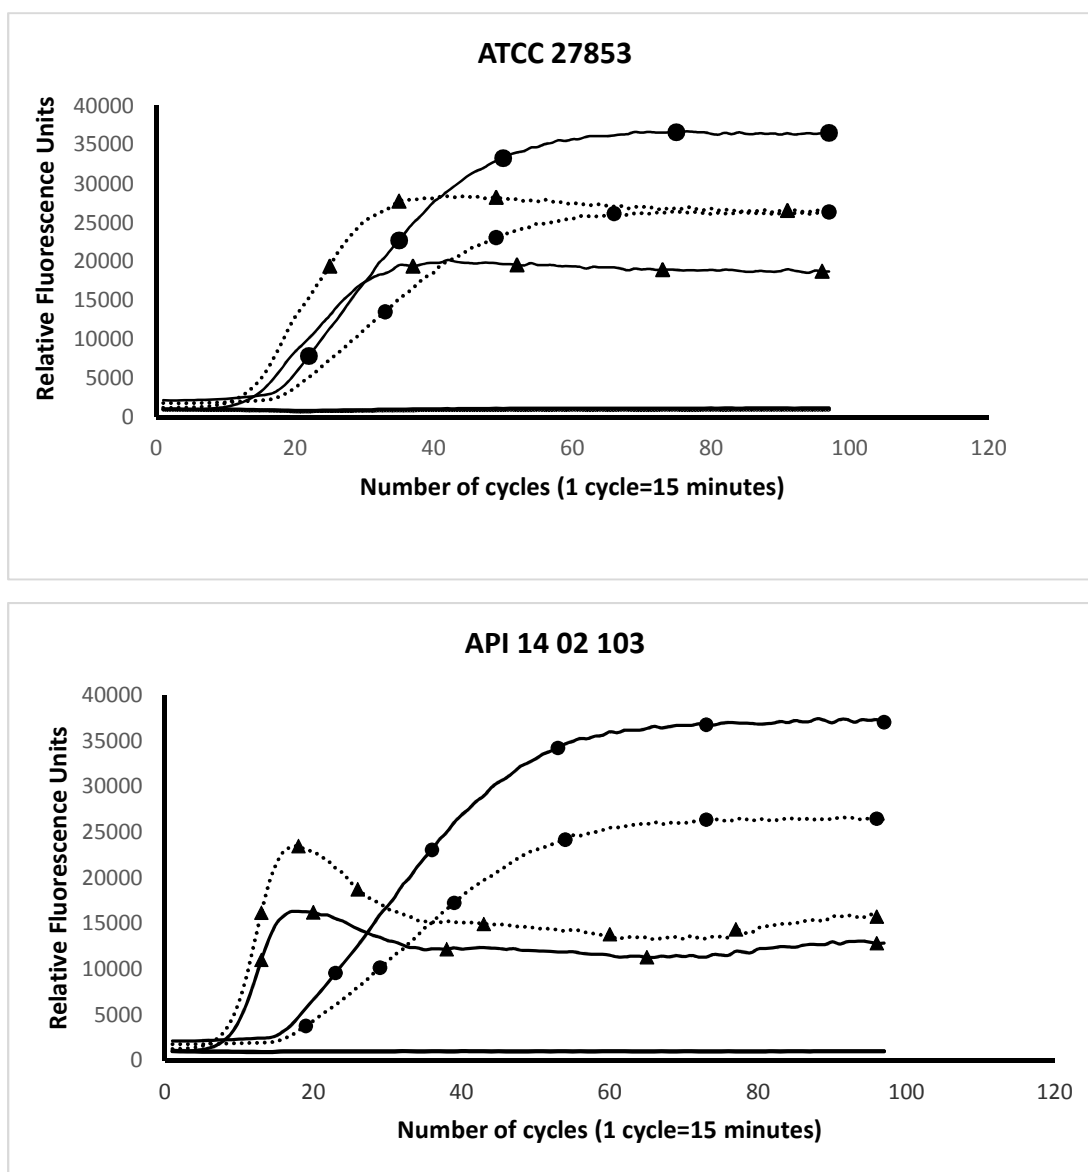 ATCC 27853
40000
35000
30000
25000
20000
15000
10000
5000
0
Relative Fluorescence Units
0 20 40 60 80 100 120
Number of cycles (1 cycle=15 minutes)
API 14 02 103
40000
35000
30000
25000
20000
15000
10000
5000
0
Relative Fluorescence Units
0 20 40 60 80 100 120
Number of cycles (1 cycle=15 minutes)